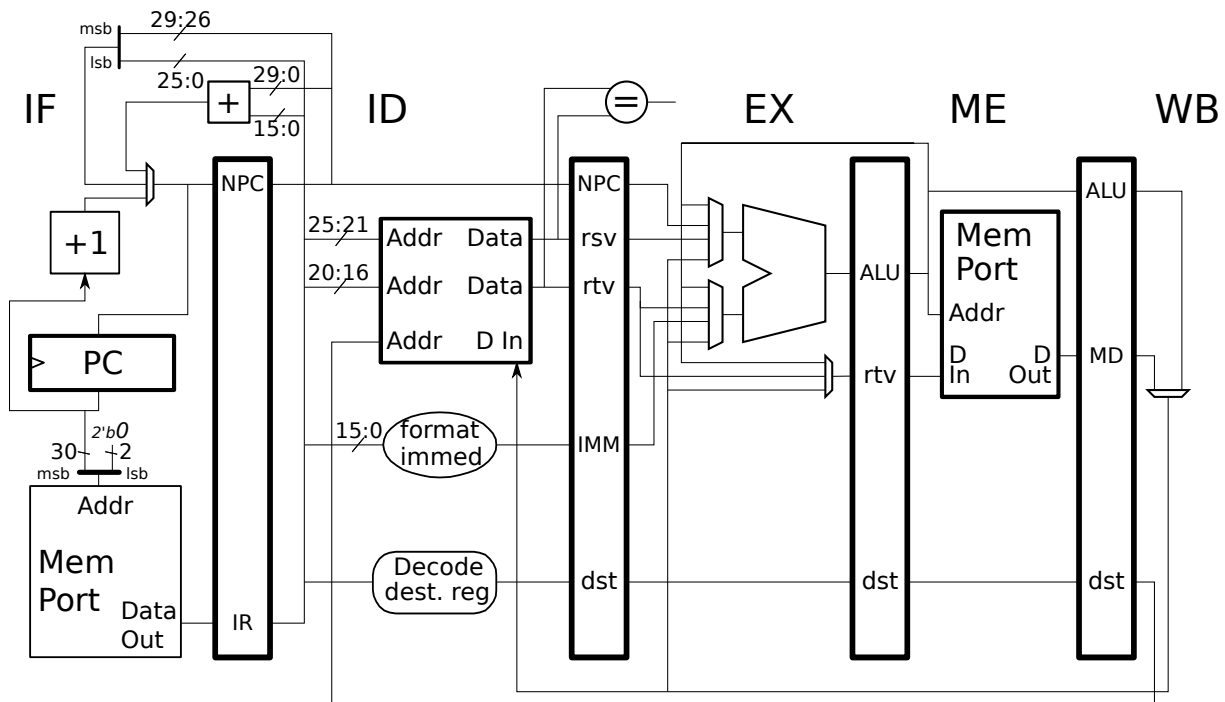 msb
29:26
lsb
25:0
29:0
+
15:0
=
IF
ID
EX
ME
WB
NPC
NPC
ALU
+1
25:21
Addr
Data
rsv
20:16
Addr
Data
rtv
ALU
Mem
Port
Addr
D In
Addr
PC
D
In
D
Out
MD
rtv
2'b0
30
2
msb
lsb
15:0
format
immed
IMM
Addr
Mem
Port
Data
Out
IR
Decode
dest. reg
dst
dst
dst